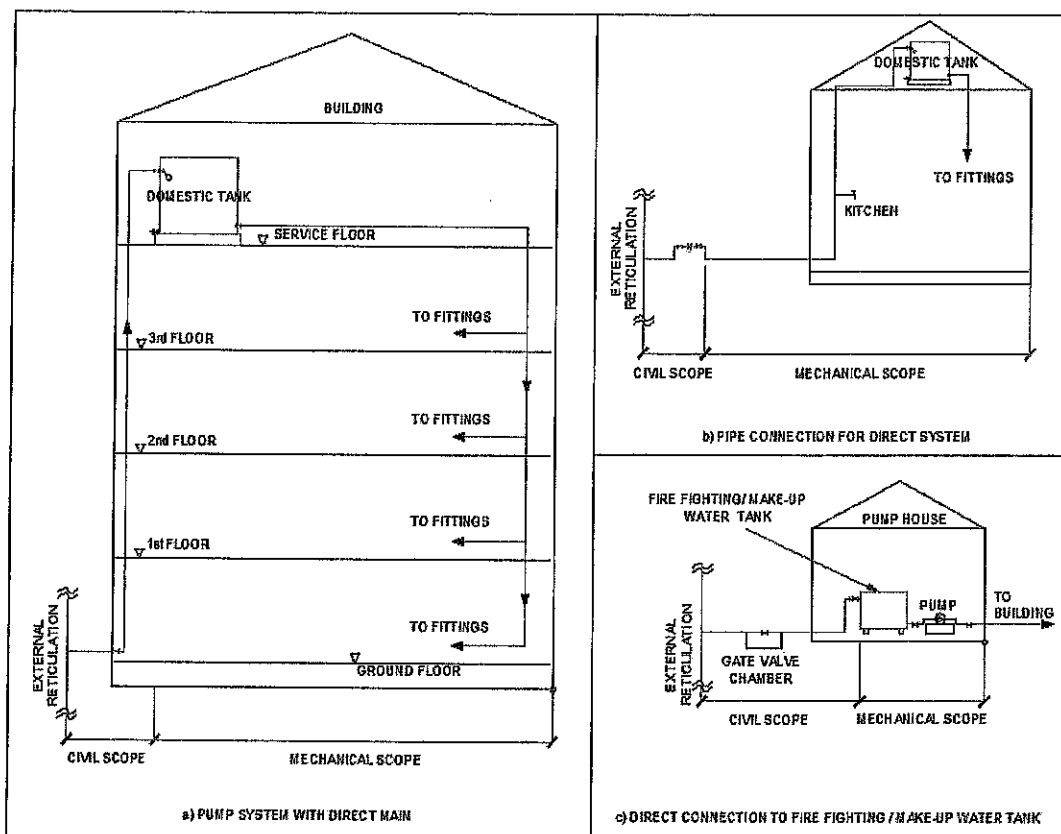 BUILDING
DOMESTIC TANK
SERVICE FLOOR
TO FITTINGS
3rd FLOOR
TO FITTINGS
2nd FLOOR
TO FITTINGS
1st FLOOR
TO FITTINGS
GROUND FLOOR
EXTERNAL
RETICULATION
CIVIL SCOPE
MECHANICAL SCOPE
a) PUMP SYSTEM WITH DIRECT MAIN
DOMESTIC TANK
TO FITTINGS
KITCHEN
EXTERNAL
RETICULATION
CIVIL SCOPE
MECHANICAL SCOPE
b) PIPE CONNECTION FOR DIRECT SYSTEM
FIRE FIGHTING/MAKE-UP
WATER TANK
PUMP HOUSE
PUMP
TO
BUILDING
GATE VALVE
CHAMBER
EXTERNAL
RETICULATION
CIVIL SCOPE
MECHANICAL SCOPE
c) DIRECT CONNECTION TO FIRE FIGHTING / MAKE-UP WATER TANK